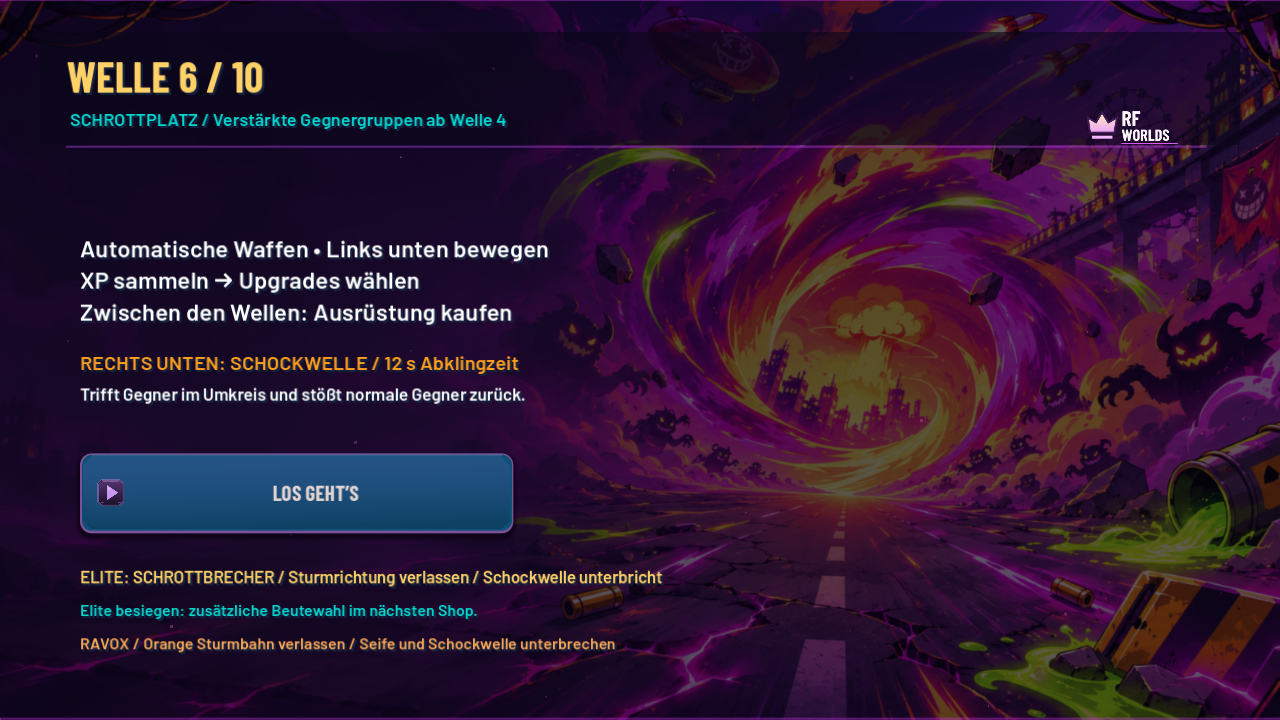 WELLE 6 / 10
SCHROTTPLATZ / Verstärkte Gegnergruppen ab Welle 4
RF
WORLDS
Automatische Waffen • Links unten bewegen
XP sammeln → Upgrades wählen
Zwischen den Wellen: Ausrüstung kaufen
RECHTS UNTEN: SCHOCKWELLE / 12 s Abklingzeit
Trifft Gegner im Umkreis und stößt normale Gegner zurück.
LOS GEHT'S
ELITE: SCHROTTBRECHER / Sturmrichtung verlassen / Schockwelle unterbricht
Elite besiegen: zusätzliche Beutewahl im nächsten Shop.
RAVOX / Orange Sturmbahn verlassen / Seife und Schockwelle unterbrechen